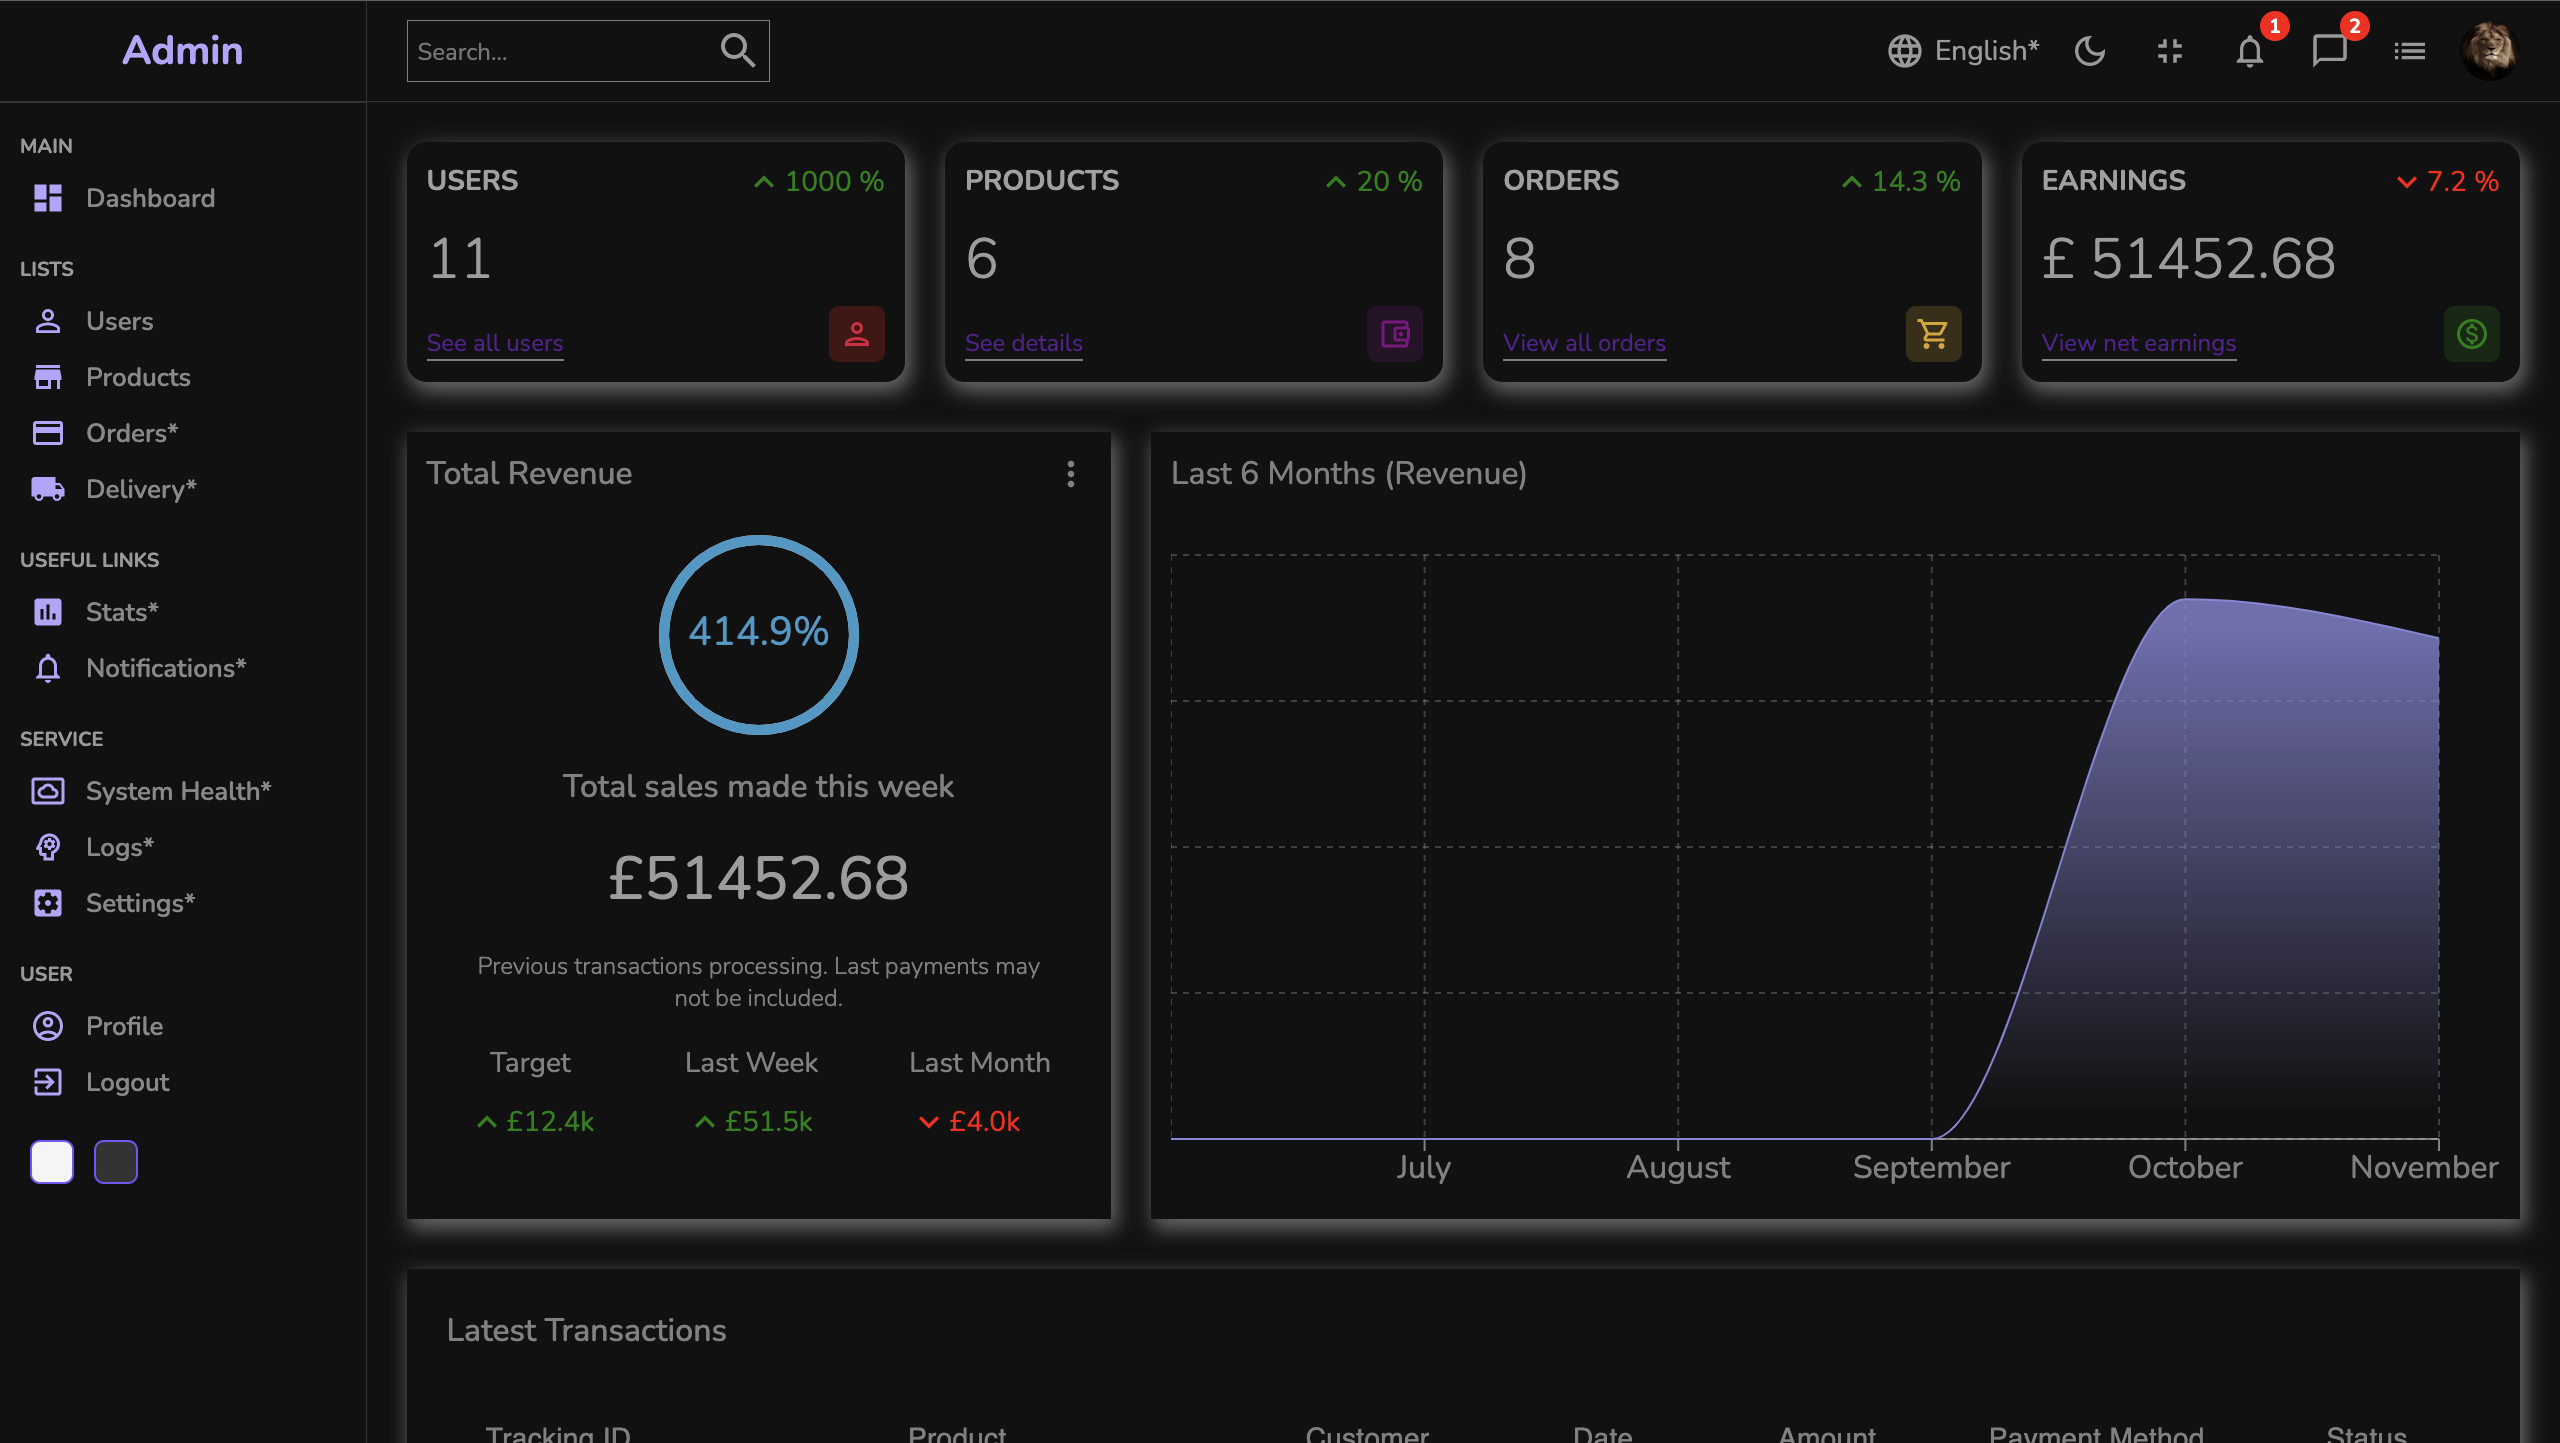 Admin
Search...
English*
1
2
MAIN
Dashboard
LISTS
Users
Products
Orders*
Delivery*
USEFUL LINKS
Stats*
Notifications*
SERVICE
System Health*
Logs*
Settings*
USER
Profile
Logout
USERS
1000 %
11
See all users
PRODUCTS
20 %
6
See details
ORDERS
14.3 %
8
View all orders
EARNINGS
7.2 %
£ 51452.68
View net earnings
Total Revenue
414.9%
Total sales made this week
£51452.68
Previous transactions processing. Last payments may
not be included.
Target Last Week Last Month
£12.4k £51.5k £4.0k
Last 6 Months (Revenue)
July August September October November
Latest Transactions
Tracking ID Product Customer Date Amount Payment Method Status